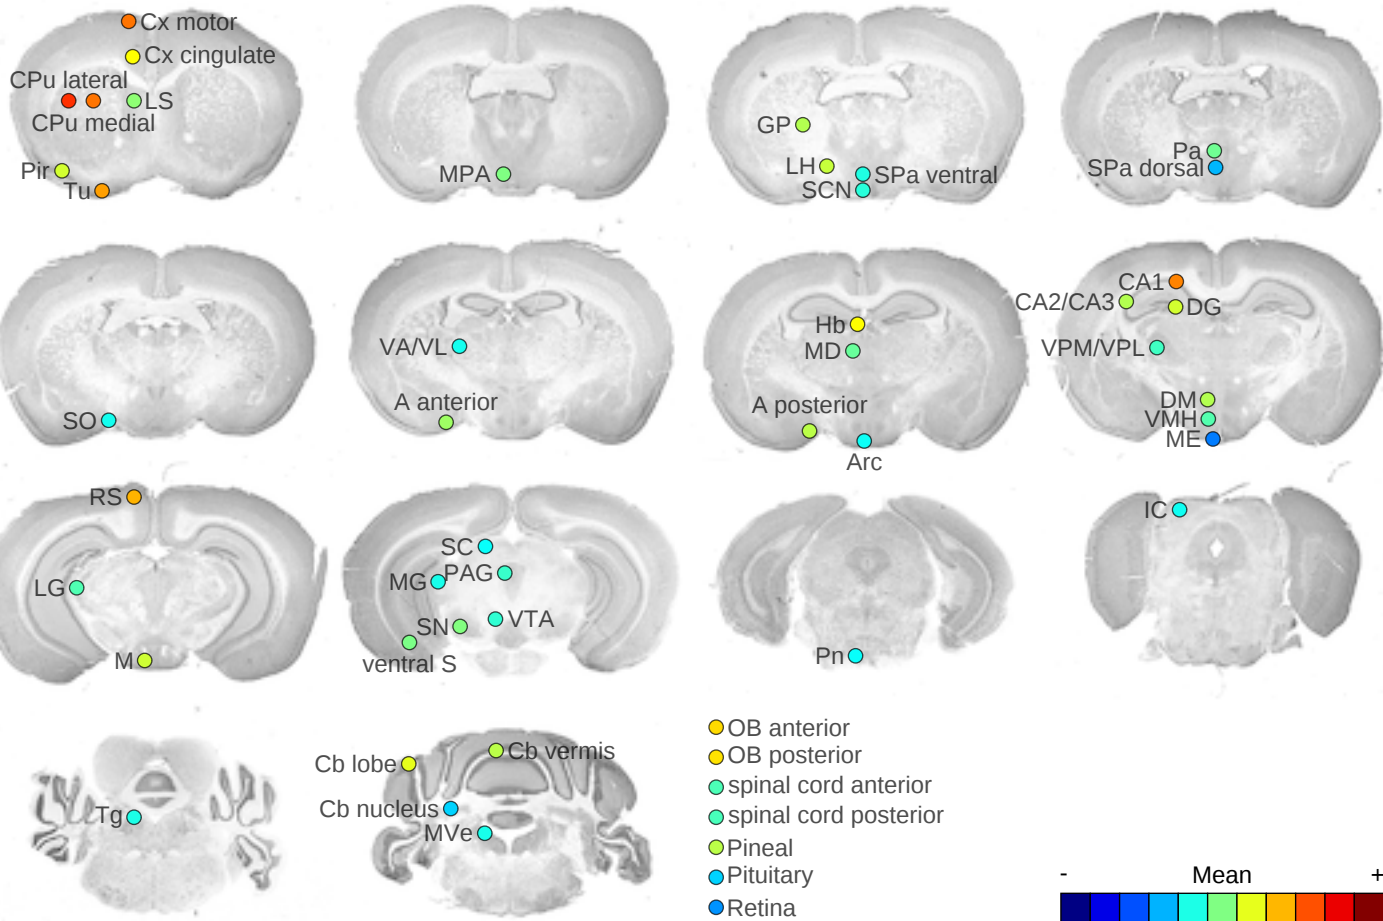 Cx motor
Cx cingulate
CPu lateral
LS
CPu medial
Pir
Tu
MPA
GP
LH
SPa ventral
SCN
Pa
SPa dorsal
SO
VA/VL
A anterior
Hb
MD
A posterior
Arc
CA1
CA2/CA3
DG
VPM/VPL
DM
VMH
ME
RS
LG
M
SC
MG
PAG
SN
VTA
ventral S
Pn
IC
Tg
Cb lobe
Cb vermis
Cb nucleus
MVe
OB anterior
OB posterior
spinal cord anterior
spinal cord posterior
Pineal
Pituitary
Retina
- Mean +